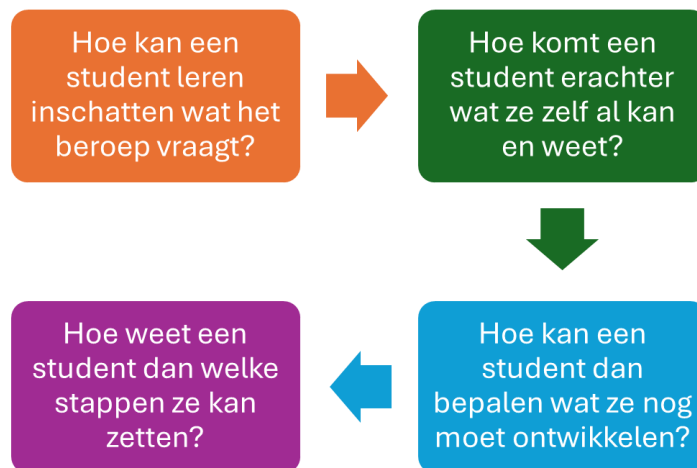 Hoe kan een
student leren
inschatten wat het
beroep vraagt?
Hoe komt een
student erachter
wat ze zelf al kan
en weet?
Hoe kan een
student dan
bepalen wat ze nog
moet ontwikkelen?
Hoe weet een
student dan welke
stappen ze kan
zetten?